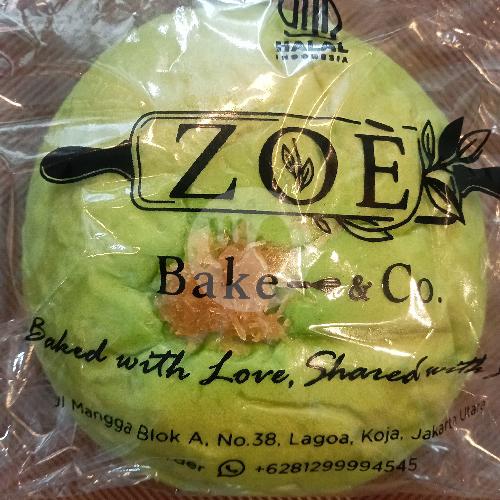 HALAL
INDONESIA
ZOÈ
Bake & Co.
Baked with Love, Shared with
Jl Mangga Blok A, No.38, Lagoa, Koja, Jakarta Utara
+6281299994545